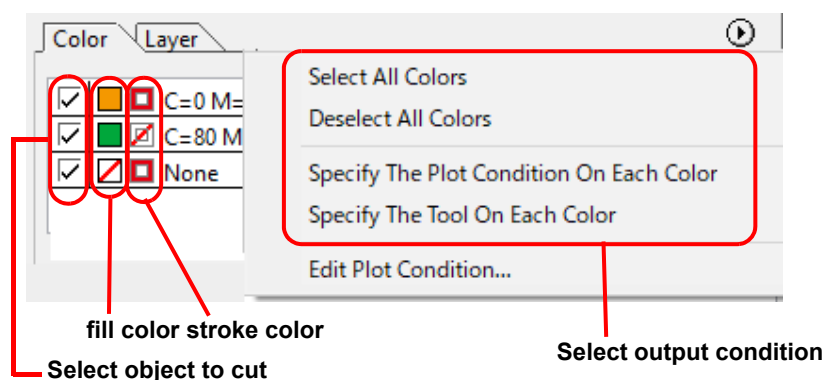 Color Layer
Select All Colors
C=0 M=
Deselect All Colors
C=80 M
None
Specify The Plot Condition On Each Color
Specify The Tool On Each Color
Edit Plot Condition...
fill color stroke color
Select output condition
Select object to cut